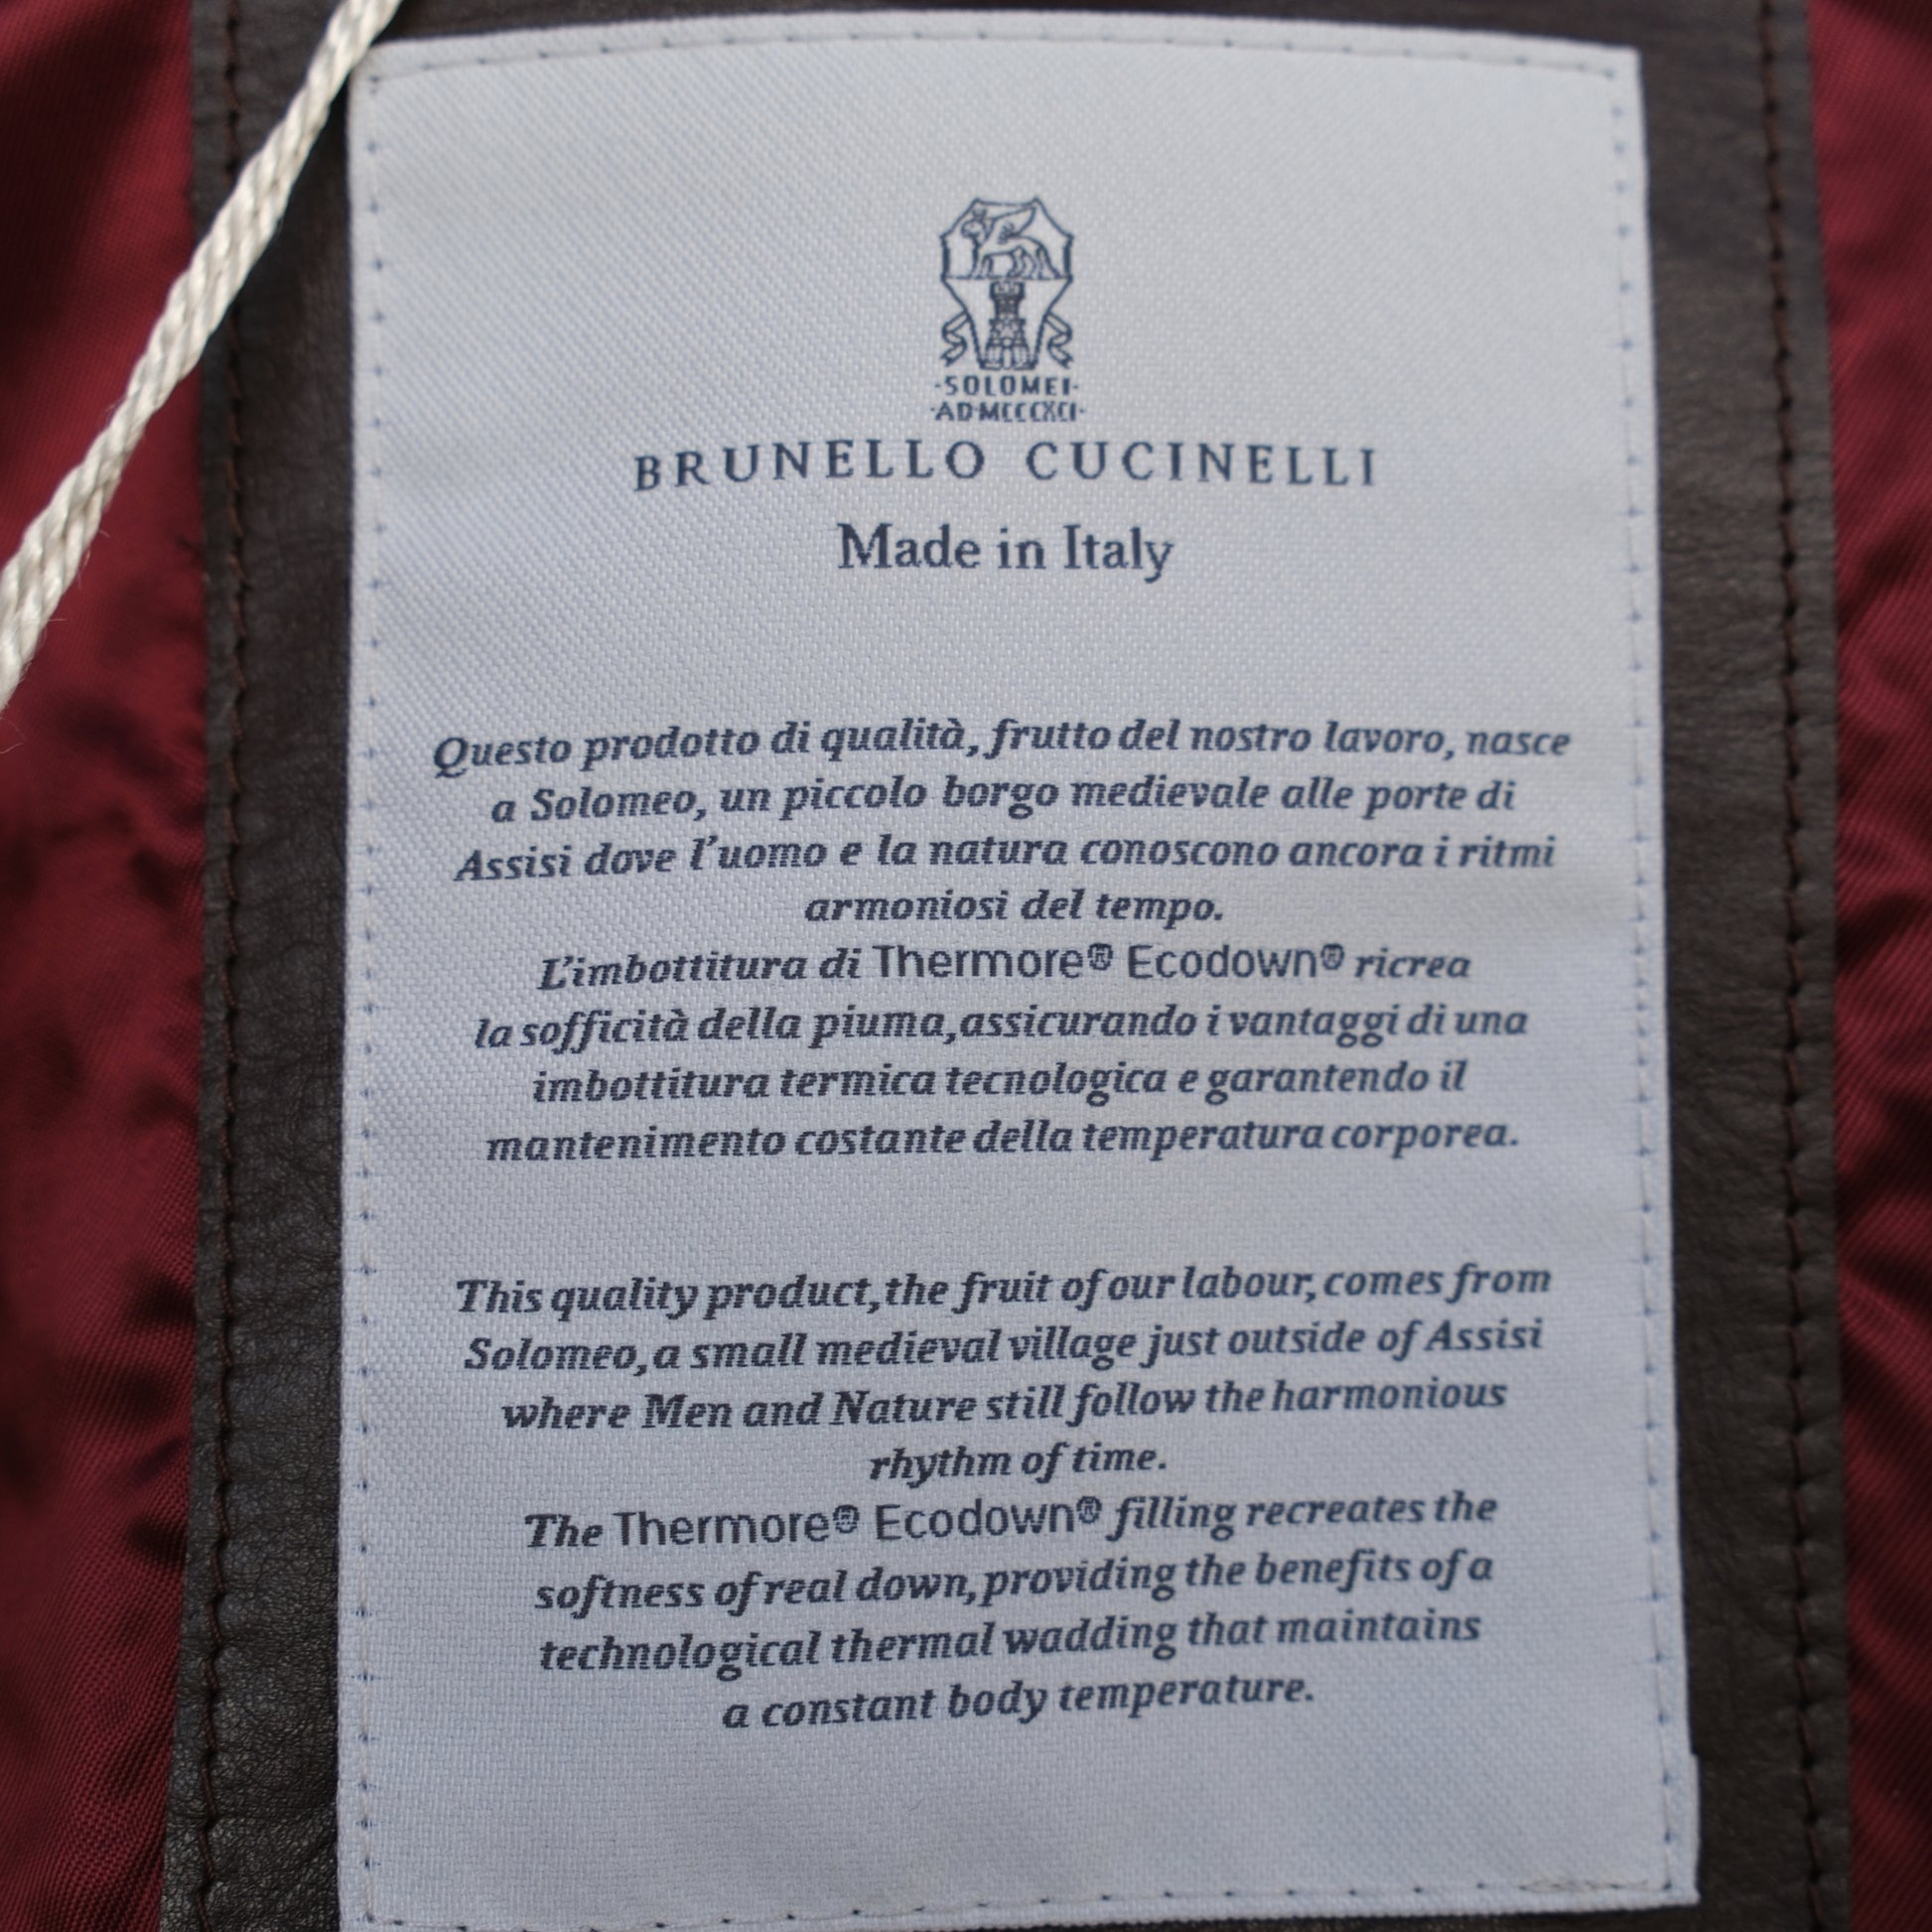 ·SOLOMEI·
·AD·MCCCXCI·
BRUNELLO CUCINELLI
Made in Italy
Questo prodotto di qualità, frutto del nostro lavoro, nasce
a Solomeo, un piccolo borgo medievale alle porte di
Assisi dove l'uomo e la natura conoscono ancora i ritmi
armoniosi del tempo.
L'imbottitura di Thermore® Ecodown® ricrea
la sofficità della piuma,assicurando i vantaggi di una
imbottitura termica tecnologica e garantendo il
mantenimento costante della temperatura corporea.
This quality product,the fruit of our labour, comes from
Solomeo,a small medieval village just outside of Assisi
where Men and Nature still follow the harmonious
rhythm of time.
The Thermore® Ecodown® filling recreates the
softness of real down,providing the benefits of a
technological thermal wadding that maintains
a constant body temperature.